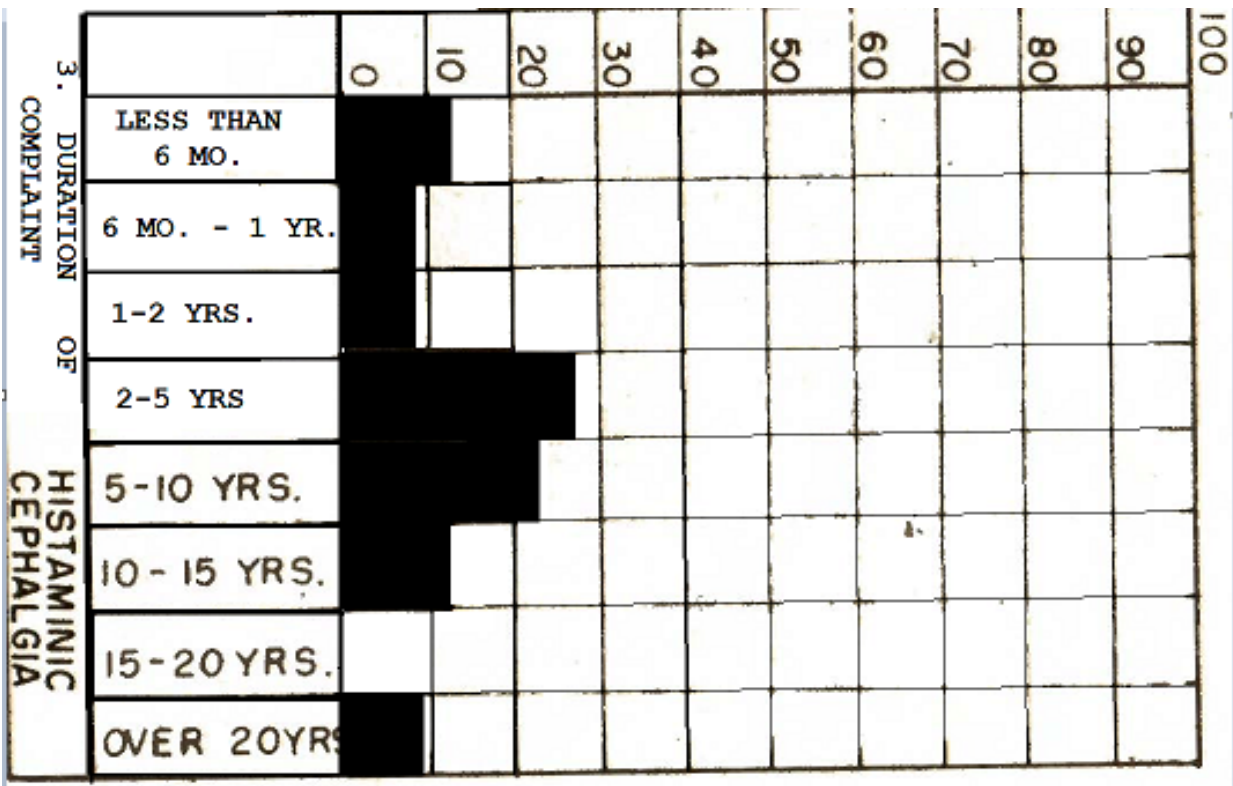 3. DURATION OF
COMPLAINT
HISTAMINIC
CEPHALGIA
0 10 20 30 40 50 60 70 80 90 100
LESS THAN
6 MO.
6 MO. - 1 YR.
1-2 YRS.
2-5 YRS
5-10 YRS.
10-15 YRS.
15-20 YRS.
OVER 20YRS